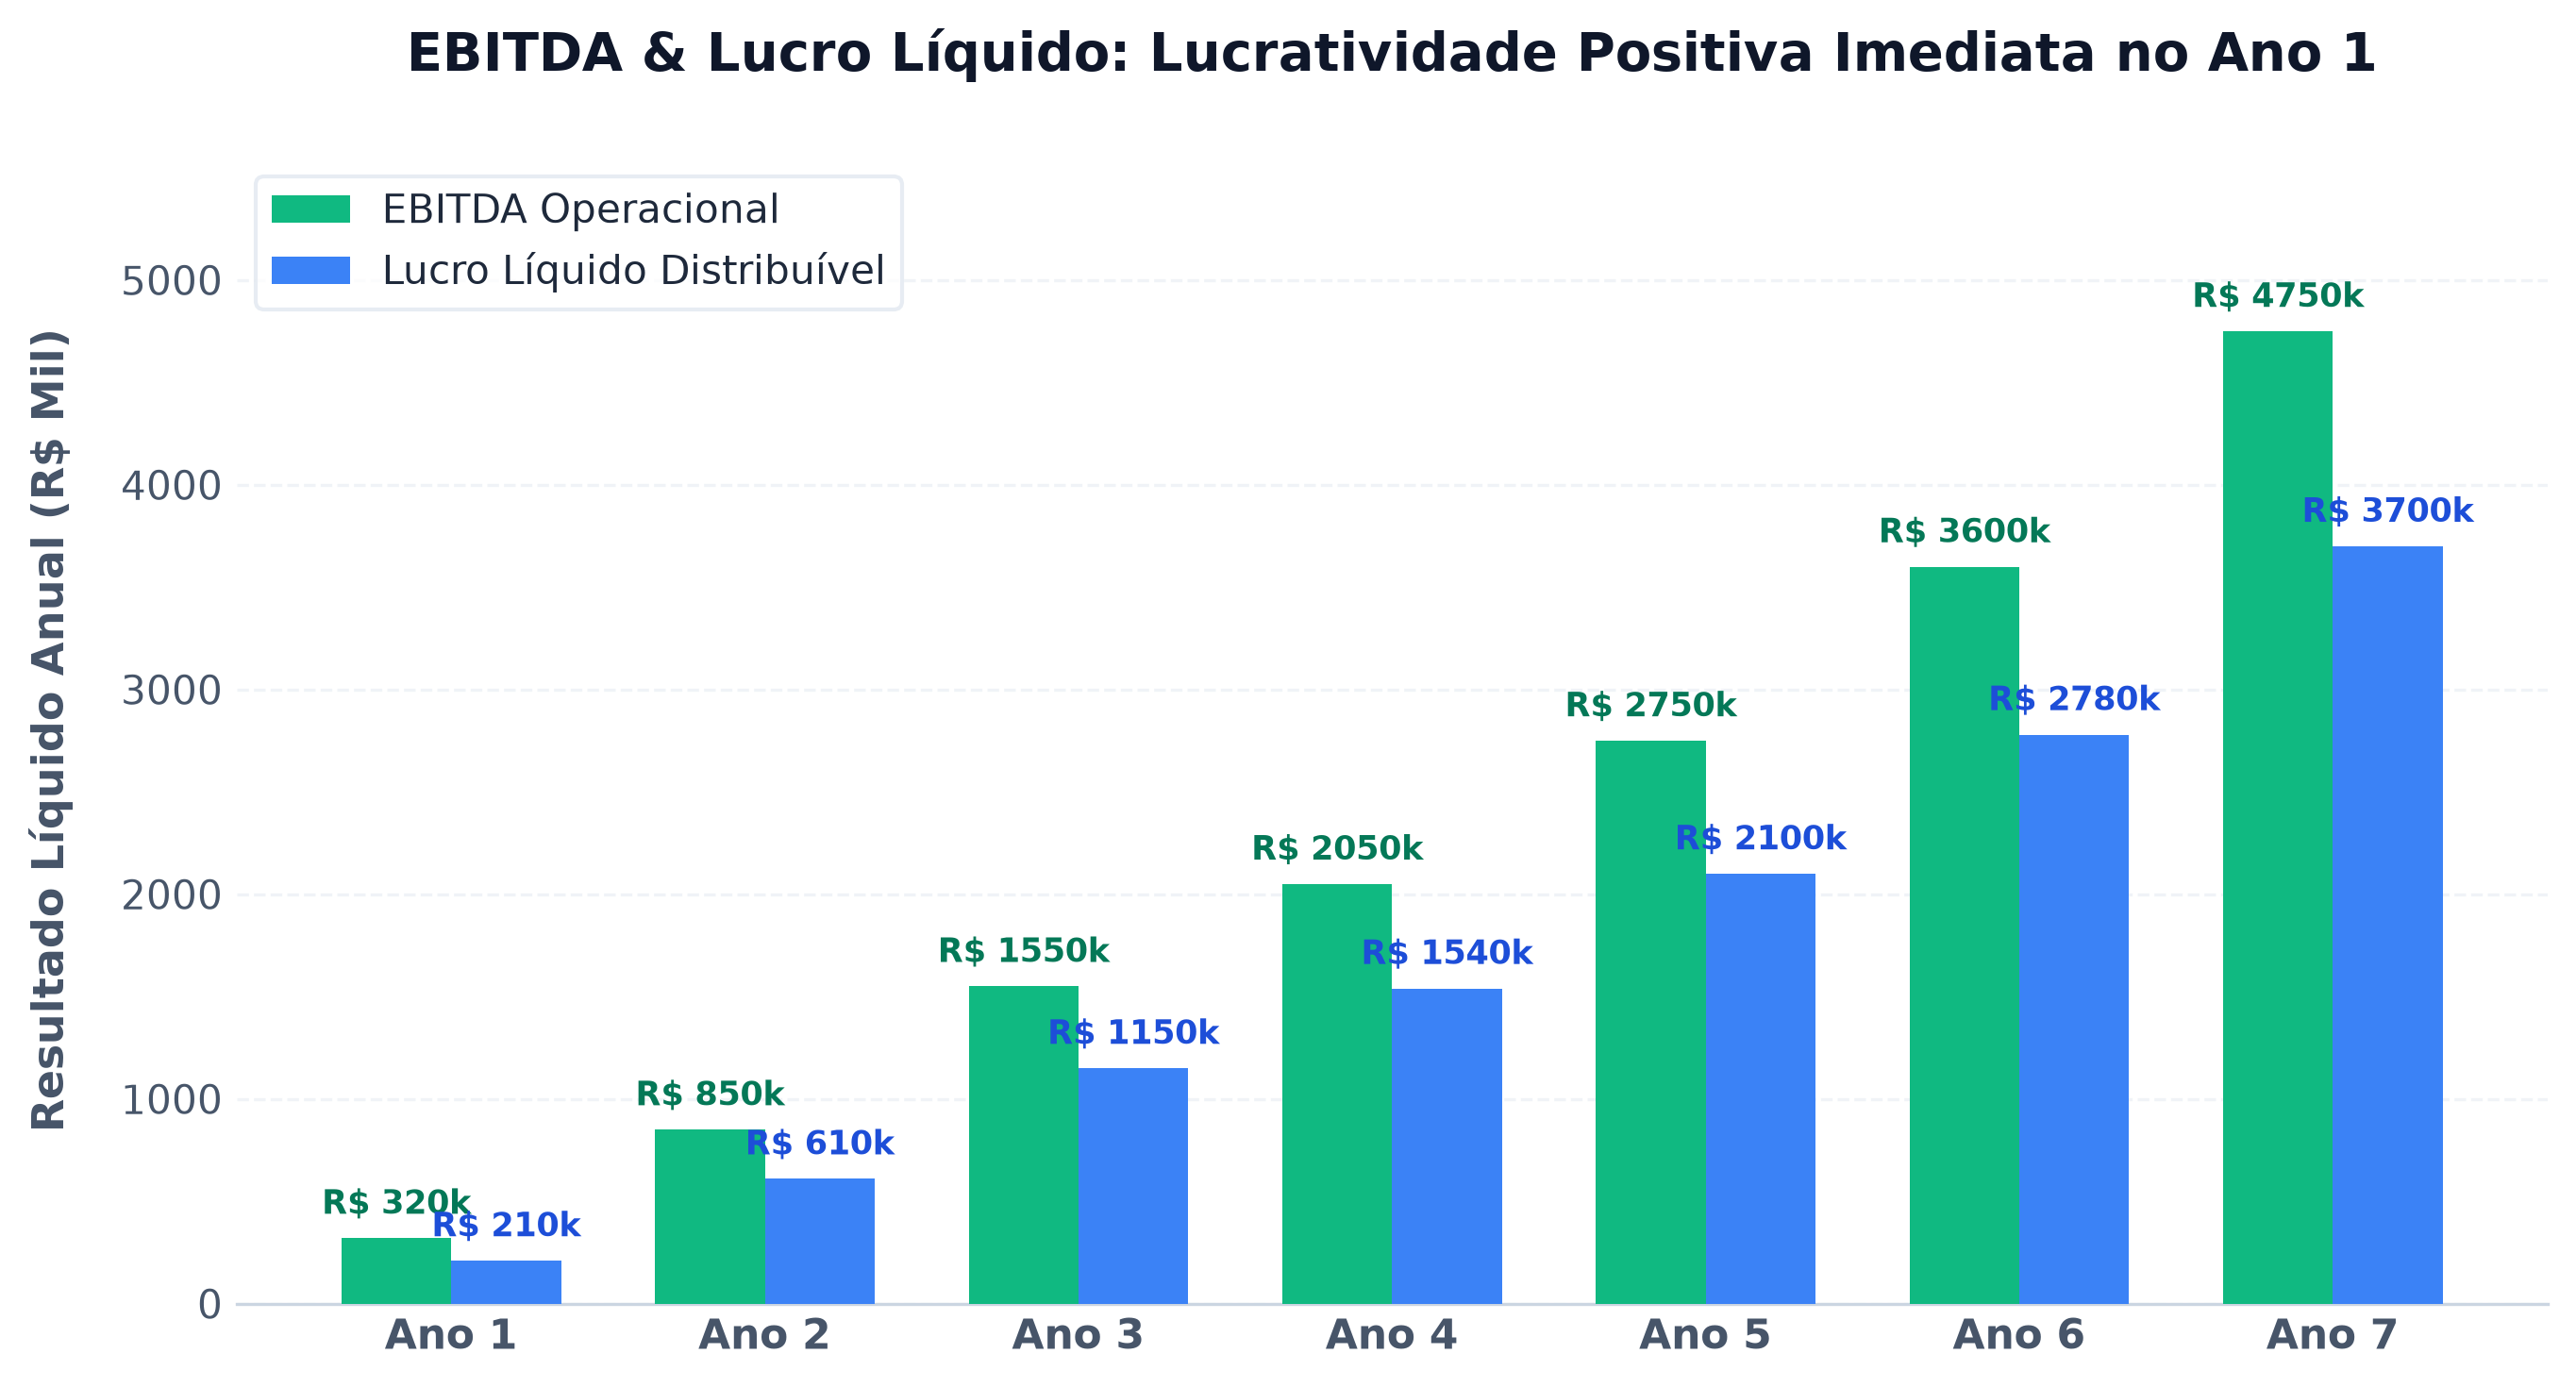 EBITDA & Lucro Líquido: Lucratividade Positiva Imediata no Ano 1
EBITDA Operacional
Lucro Líquido Distribuível
Resultado Líquido Anual (R$ Mil)
5000
4000
3000
2000
1000
0
R$ 320k
R$ 210k
R$ 850k
R$ 610k
R$ 1550k
R$ 1150k
R$ 2050k
R$ 1540k
R$ 2750k
R$ 2100k
R$ 3600k
R$ 2780k
R$ 4750k
R$ 3700k
Ano 1
Ano 2
Ano 3
Ano 4
Ano 5
Ano 6
Ano 7